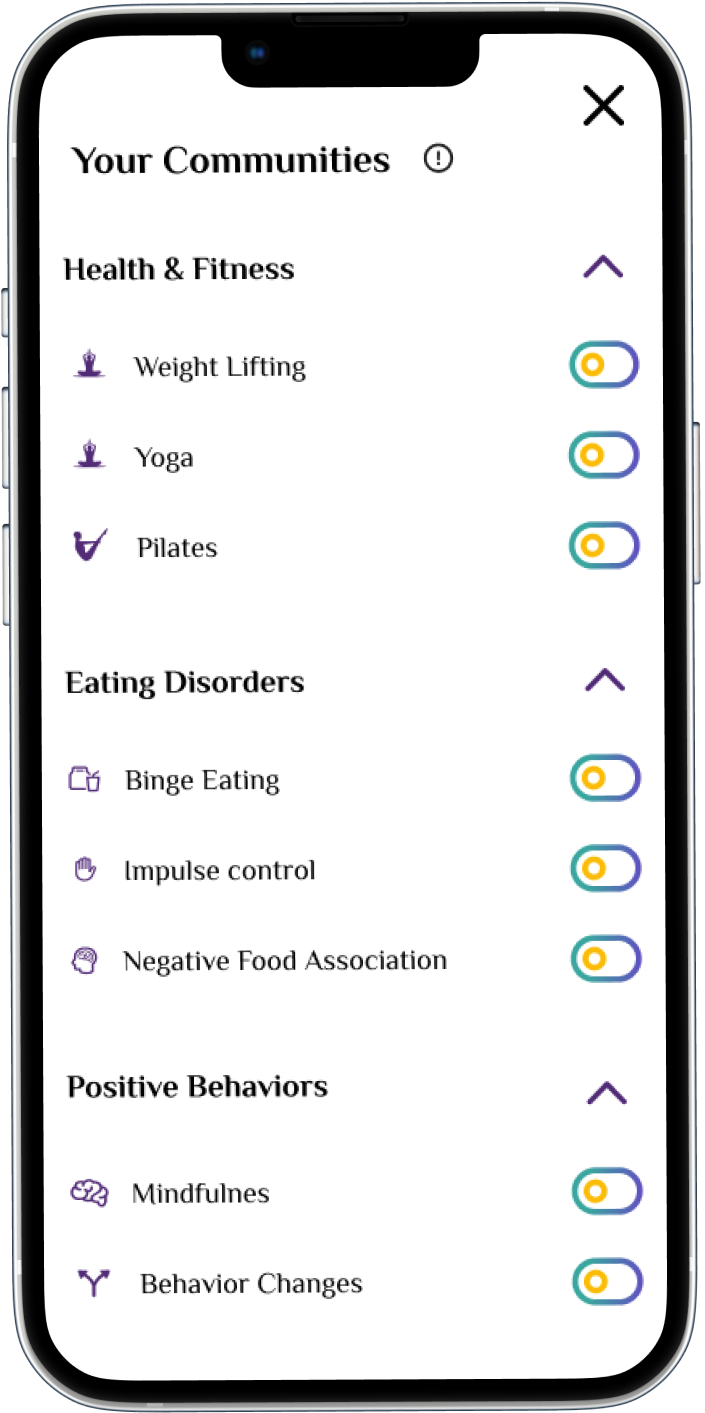 Your Communities
Health & Fitness
Weight Lifting
Yoga
Pilates
Eating Disorders
Binge Eating
Impulse control
Negative Food Association
Positive Behaviors
Mindfulnes
Behavior Changes